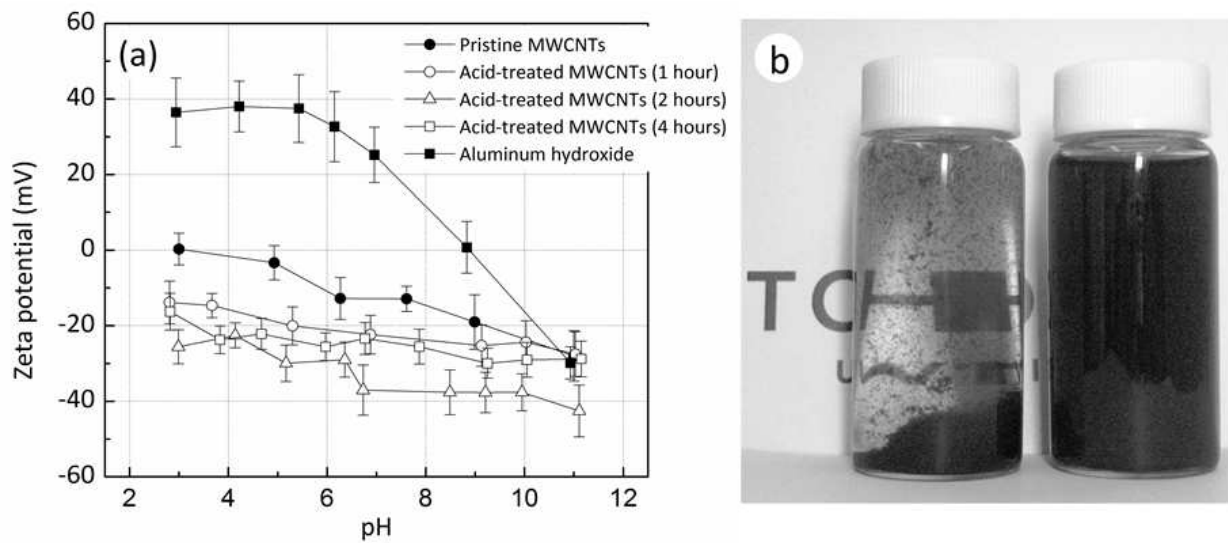 (a)
Pristine MWCNTs
Acid-treated MWCNTs (1 hour)
Acid-treated MWCNTs (2 hours)
Acid-treated MWCNTs (4 hours)
Aluminum hydroxide
Zeta potential (mV)
60
40
20
0
-20
-40
-60
2
4
6
8
10
12
pH
b